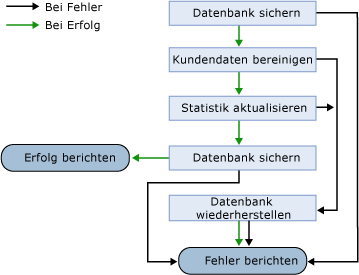 Bei Fehler
Bei Erfolg
Datenbank sichern
Kundendaten bereinigen
Statistik aktualisieren
Erfolg berichten
Datenbank sichern
Datenbank
wiederherstellen
Fehler berichten